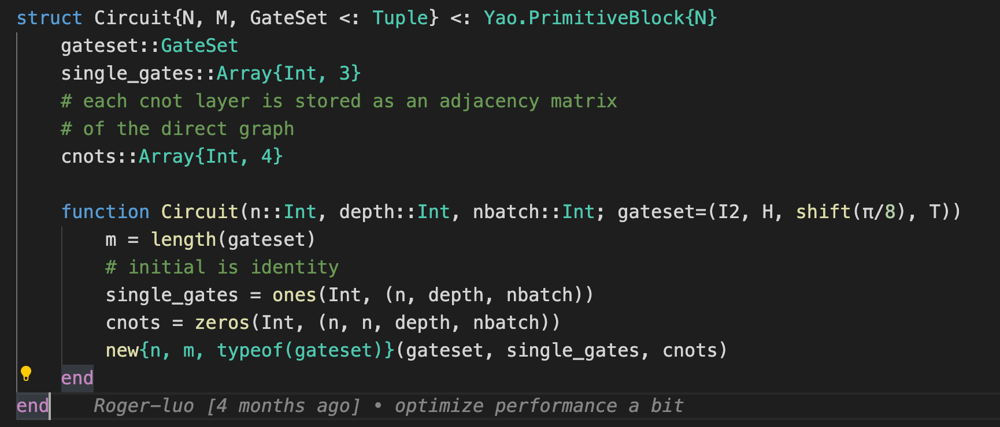 struct Circuit{N, M, GateSet <: Tuple} <: Yao.PrimitiveBlock{N}
    gateset::GateSet
    single_gates::Array{Int, 3}
    # each cnot layer is stored as an adjacency matrix
    # of the direct graph
    cnots::Array{Int, 4}

    function Circuit(n::Int, depth::Int, nbatch::Int; gateset=(I2, H, shift(π/8), T))
        m = length(gateset)
        # initial is identity
        single_gates = ones(Int, (n, depth, nbatch))
        cnots = zeros(Int, (n, n, depth, nbatch))
        new{n, m, typeof(gateset)}(gateset, single_gates, cnots)
    end
end    Roger-luo [4 months ago] • optimize performance a bit